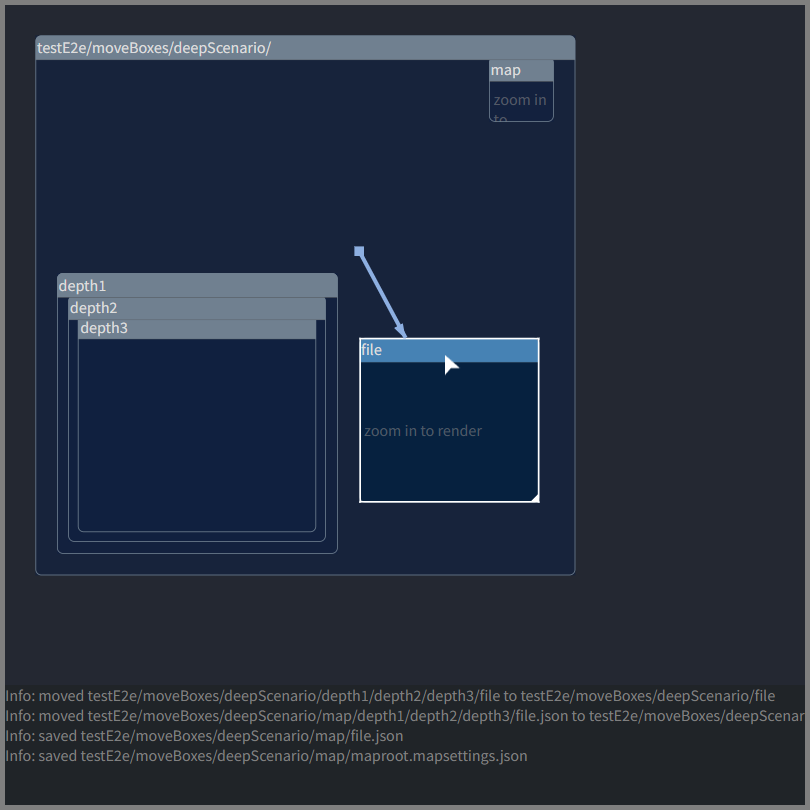 testE2e/moveBoxes/deepScenario/
map
zoom in
to
depth1
depth2
depth3
file
zoom in to render
Info: moved testE2e/moveBoxes/deepScenario/depth1/depth2/depth3/file to testE2e/moveBoxes/deepScenario/file
Info: moved testE2e/moveBoxes/deepScenario/map/depth1/depth2/depth3/file.json to testE2e/moveBoxes/deepScenar
Info: saved testE2e/moveBoxes/deepScenario/map/file.json
Info: saved testE2e/moveBoxes/deepScenario/map/maproot.mapsettings.json